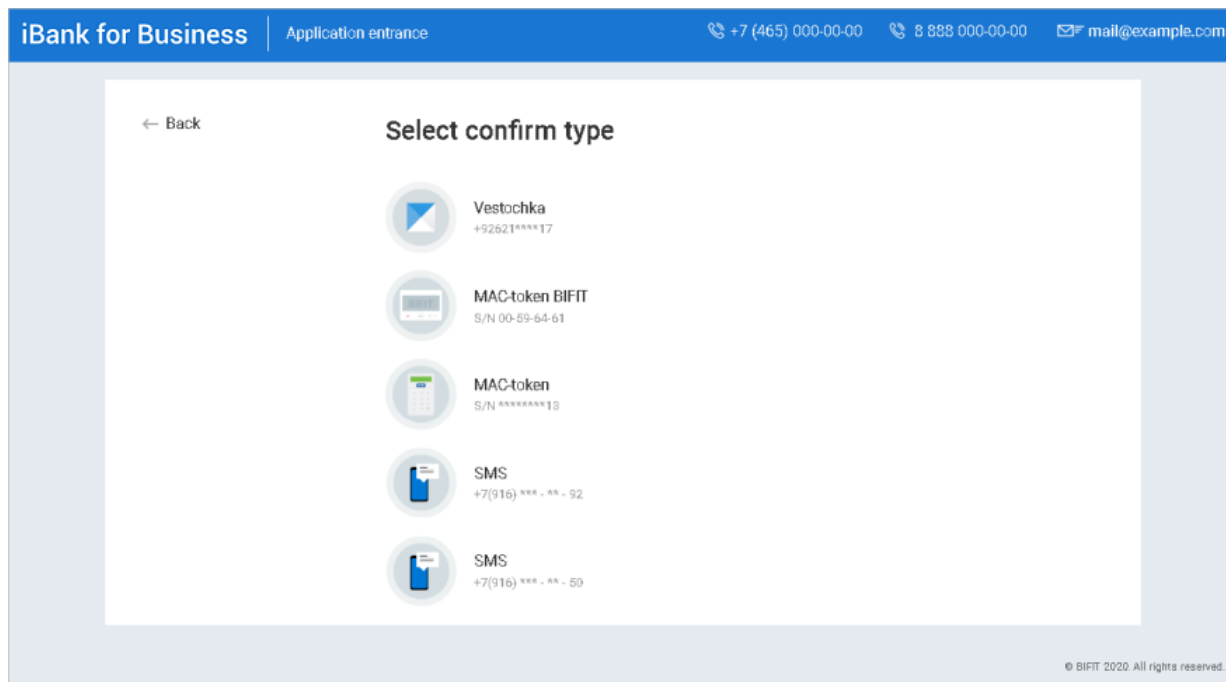 iBank for Business
Application entrance
+7 (465) 000-00-00
8 888 000-00-00
mail@example.com
← Back
Select confirm type
Vestochka
+92621****17
MAC-token BIFIT
S/N 00-59-64-61
BIFIT
MAC-token
S/N ********13
SMS
+7(916) *** - ** - 92
SMS
+7(916) *** - ** - 50
© BIFIT 2020. All rights reserved.